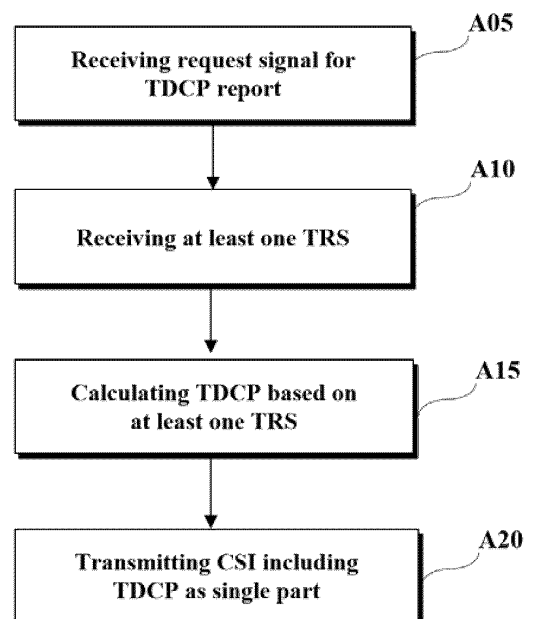 A05
Receiving request signal for
TDCP report
A10
Receiving at least one TRS
A15
Calculating TDCP based on
at least one TRS
A20
Transmitting CSI including
TDCP as single part